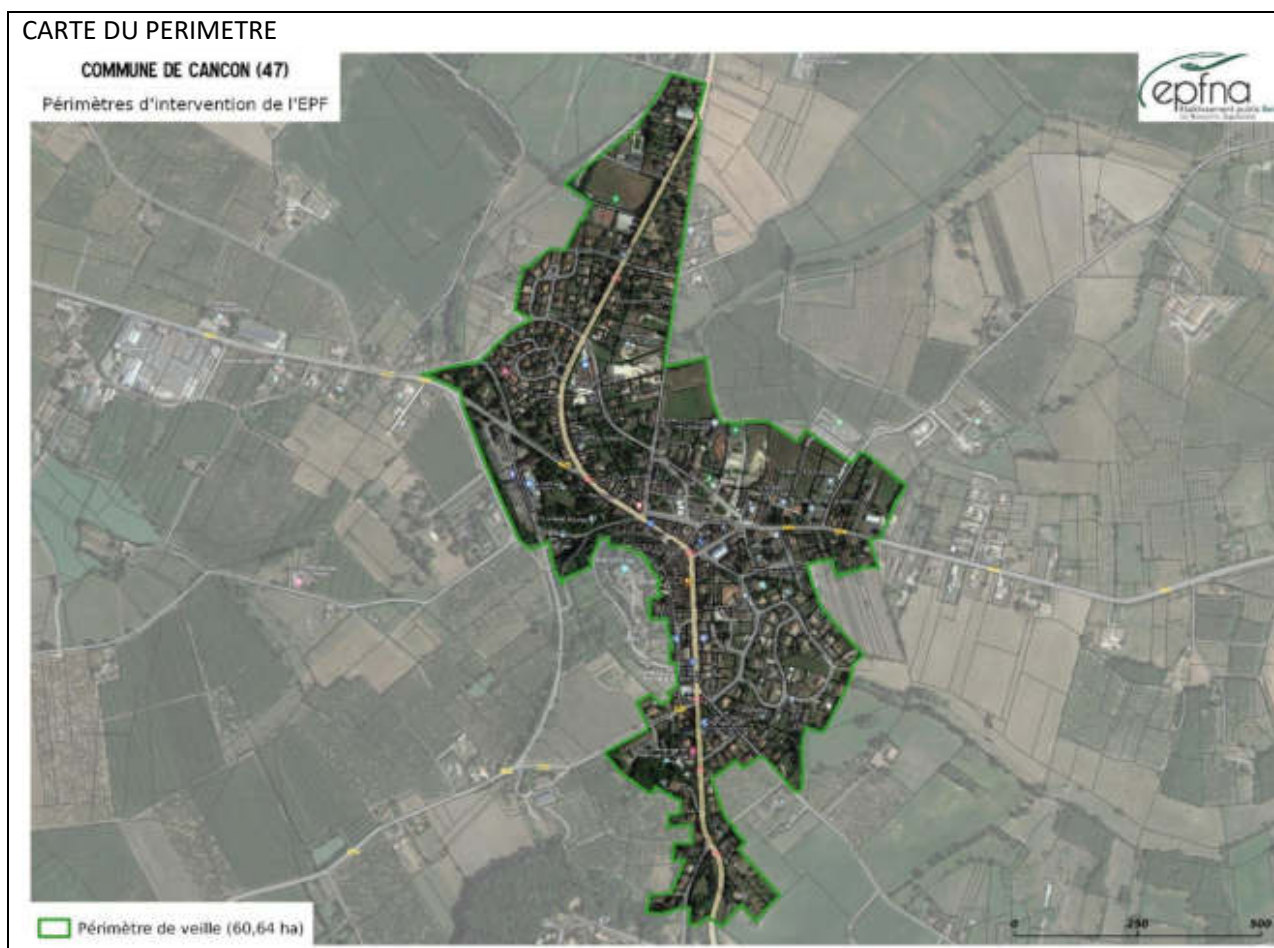 CARTE DU PERIMETRE
COMMUNE DE CANCON (47)
Périmètres d'intervention de l'EPF
epfna
Périmètre de veille (60,64 ha)
0 250 500